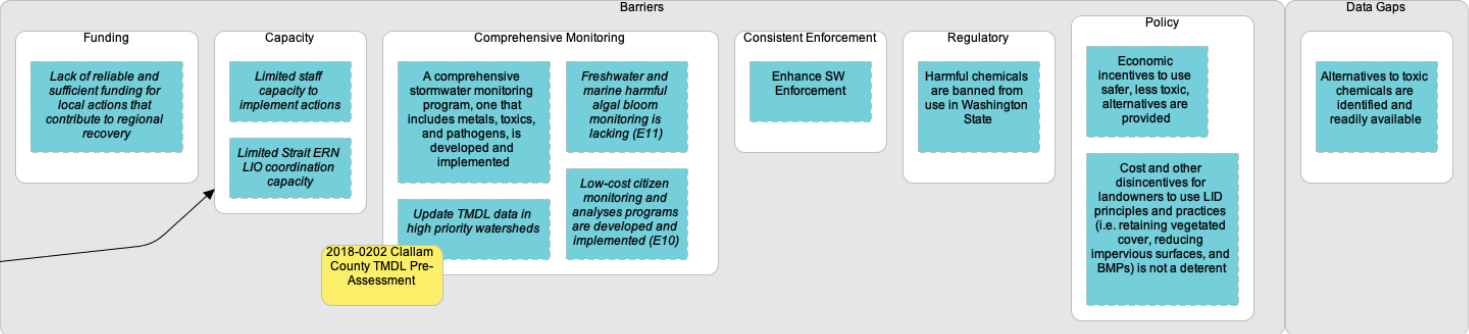 Barriers
Data Gaps
Funding
Lack of reliable and
sufficient funding for
local actions that
contribute to regional
recovery
Capacity
Limited staff
capacity to
implement actions
Limited Strait ERN
LIO coordination
capacity
Comprehensive Monitoring
A comprehensive
stormwater monitoring
program, one that
includes metals, toxics,
and pathogens, is
developed and
implemented
Freshwater and
marine harmful
algal bloom
monitoring is
lacking (E11)
Update TMDL data in
high priority watersheds
Low-cost citizen
monitoring and
analyses programs
are developed and
implemented (E10)
2018-0202 Clallam
County TMDL Pre-
Assessment
Consistent Enforcement
Enhance SW
Enforcement
Regulatory
Harmful chemicals
are banned from
use in Washington
State
Policy
Economic
incentives to use
safer, less toxic,
alternatives are
provided
Cost and other
disincentives for
landowners to use LID
principles and practices
(i.e. retaining vegetated
cover, reducing
impervious surfaces, and
BMPs) is not a deterent
Alternatives to toxic
chemicals are
identified and
readily available